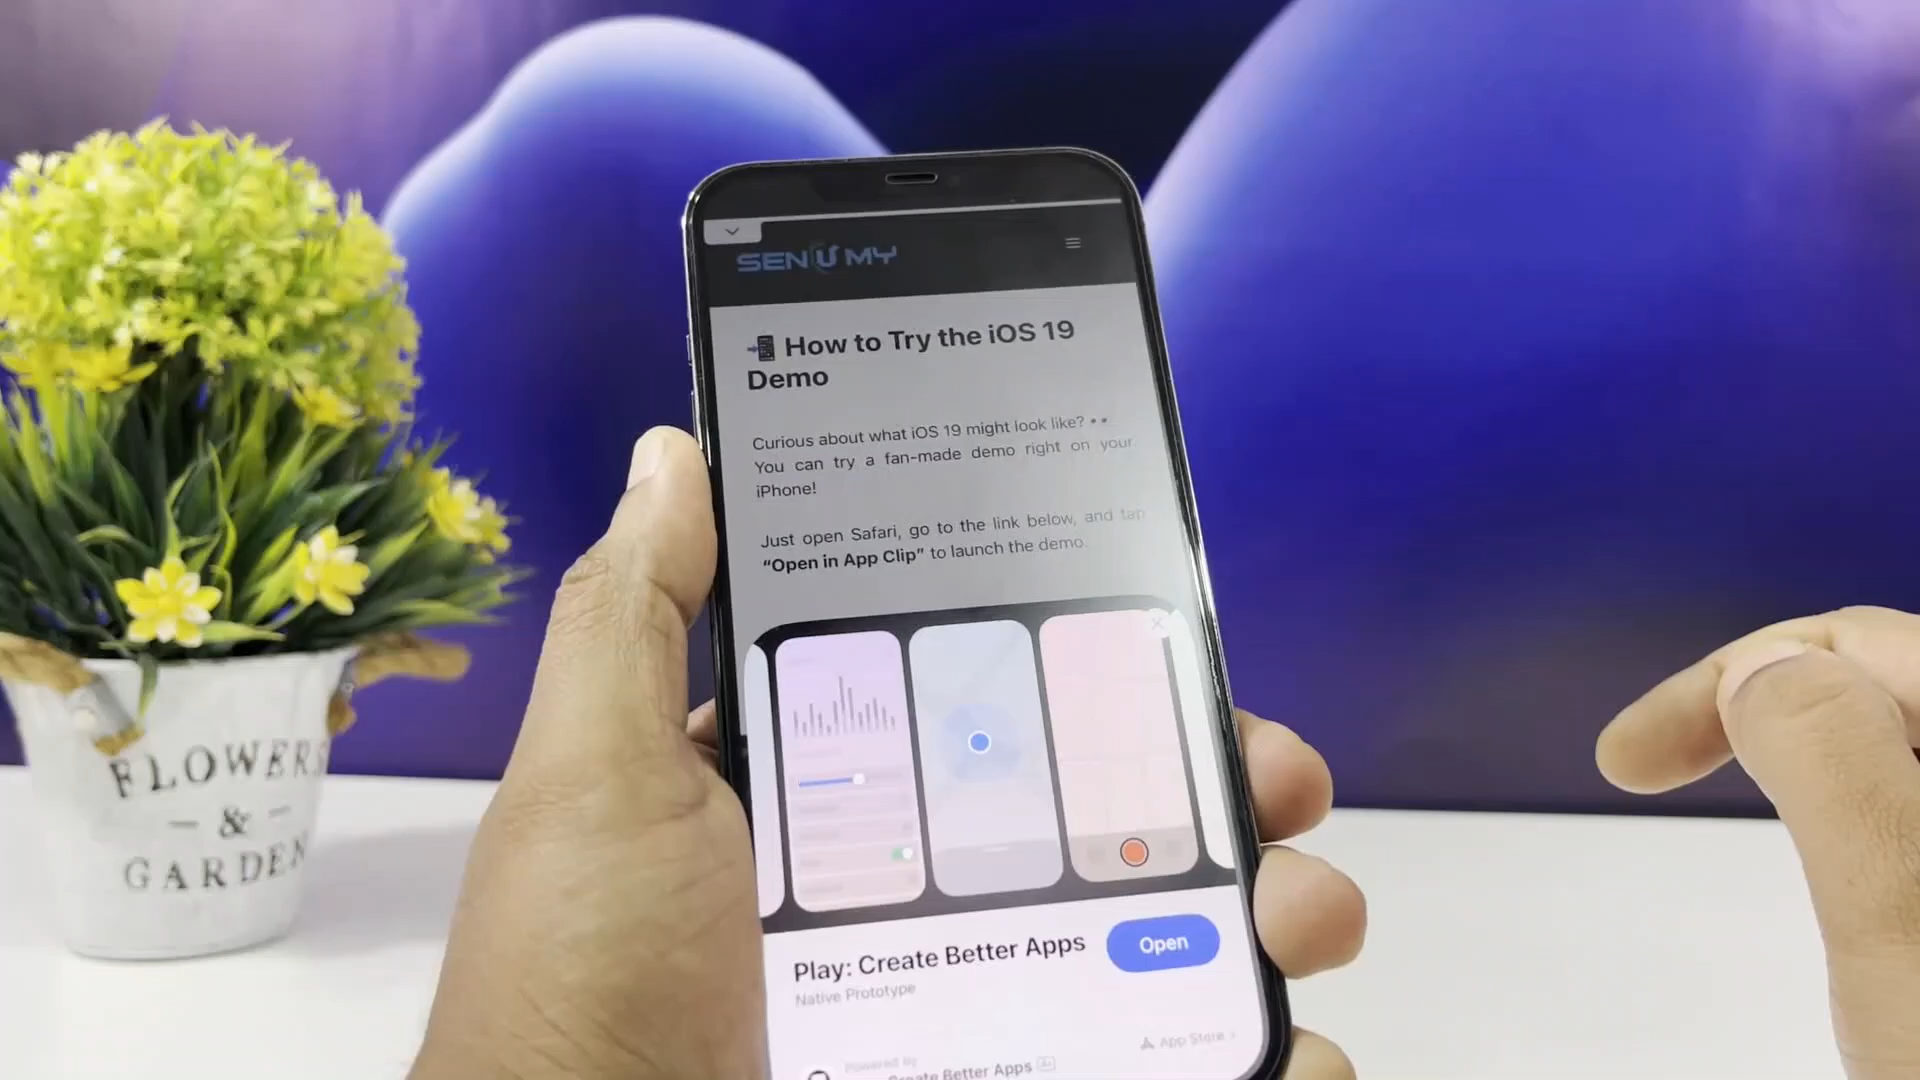 SENUMY
How to Try the iOS 19
Demo
Curious about what iOS 19 might look like?
You can try a fan-made demo right on your
iPhone!
Just open Safari, go to the link below, and tap
“Open in App Clip” to launch the demo.
Play: Create Better Apps
Open
Native Prototype
App Store
Powered by
Create Better Apps
FLOWERS
— & —
GARDEN